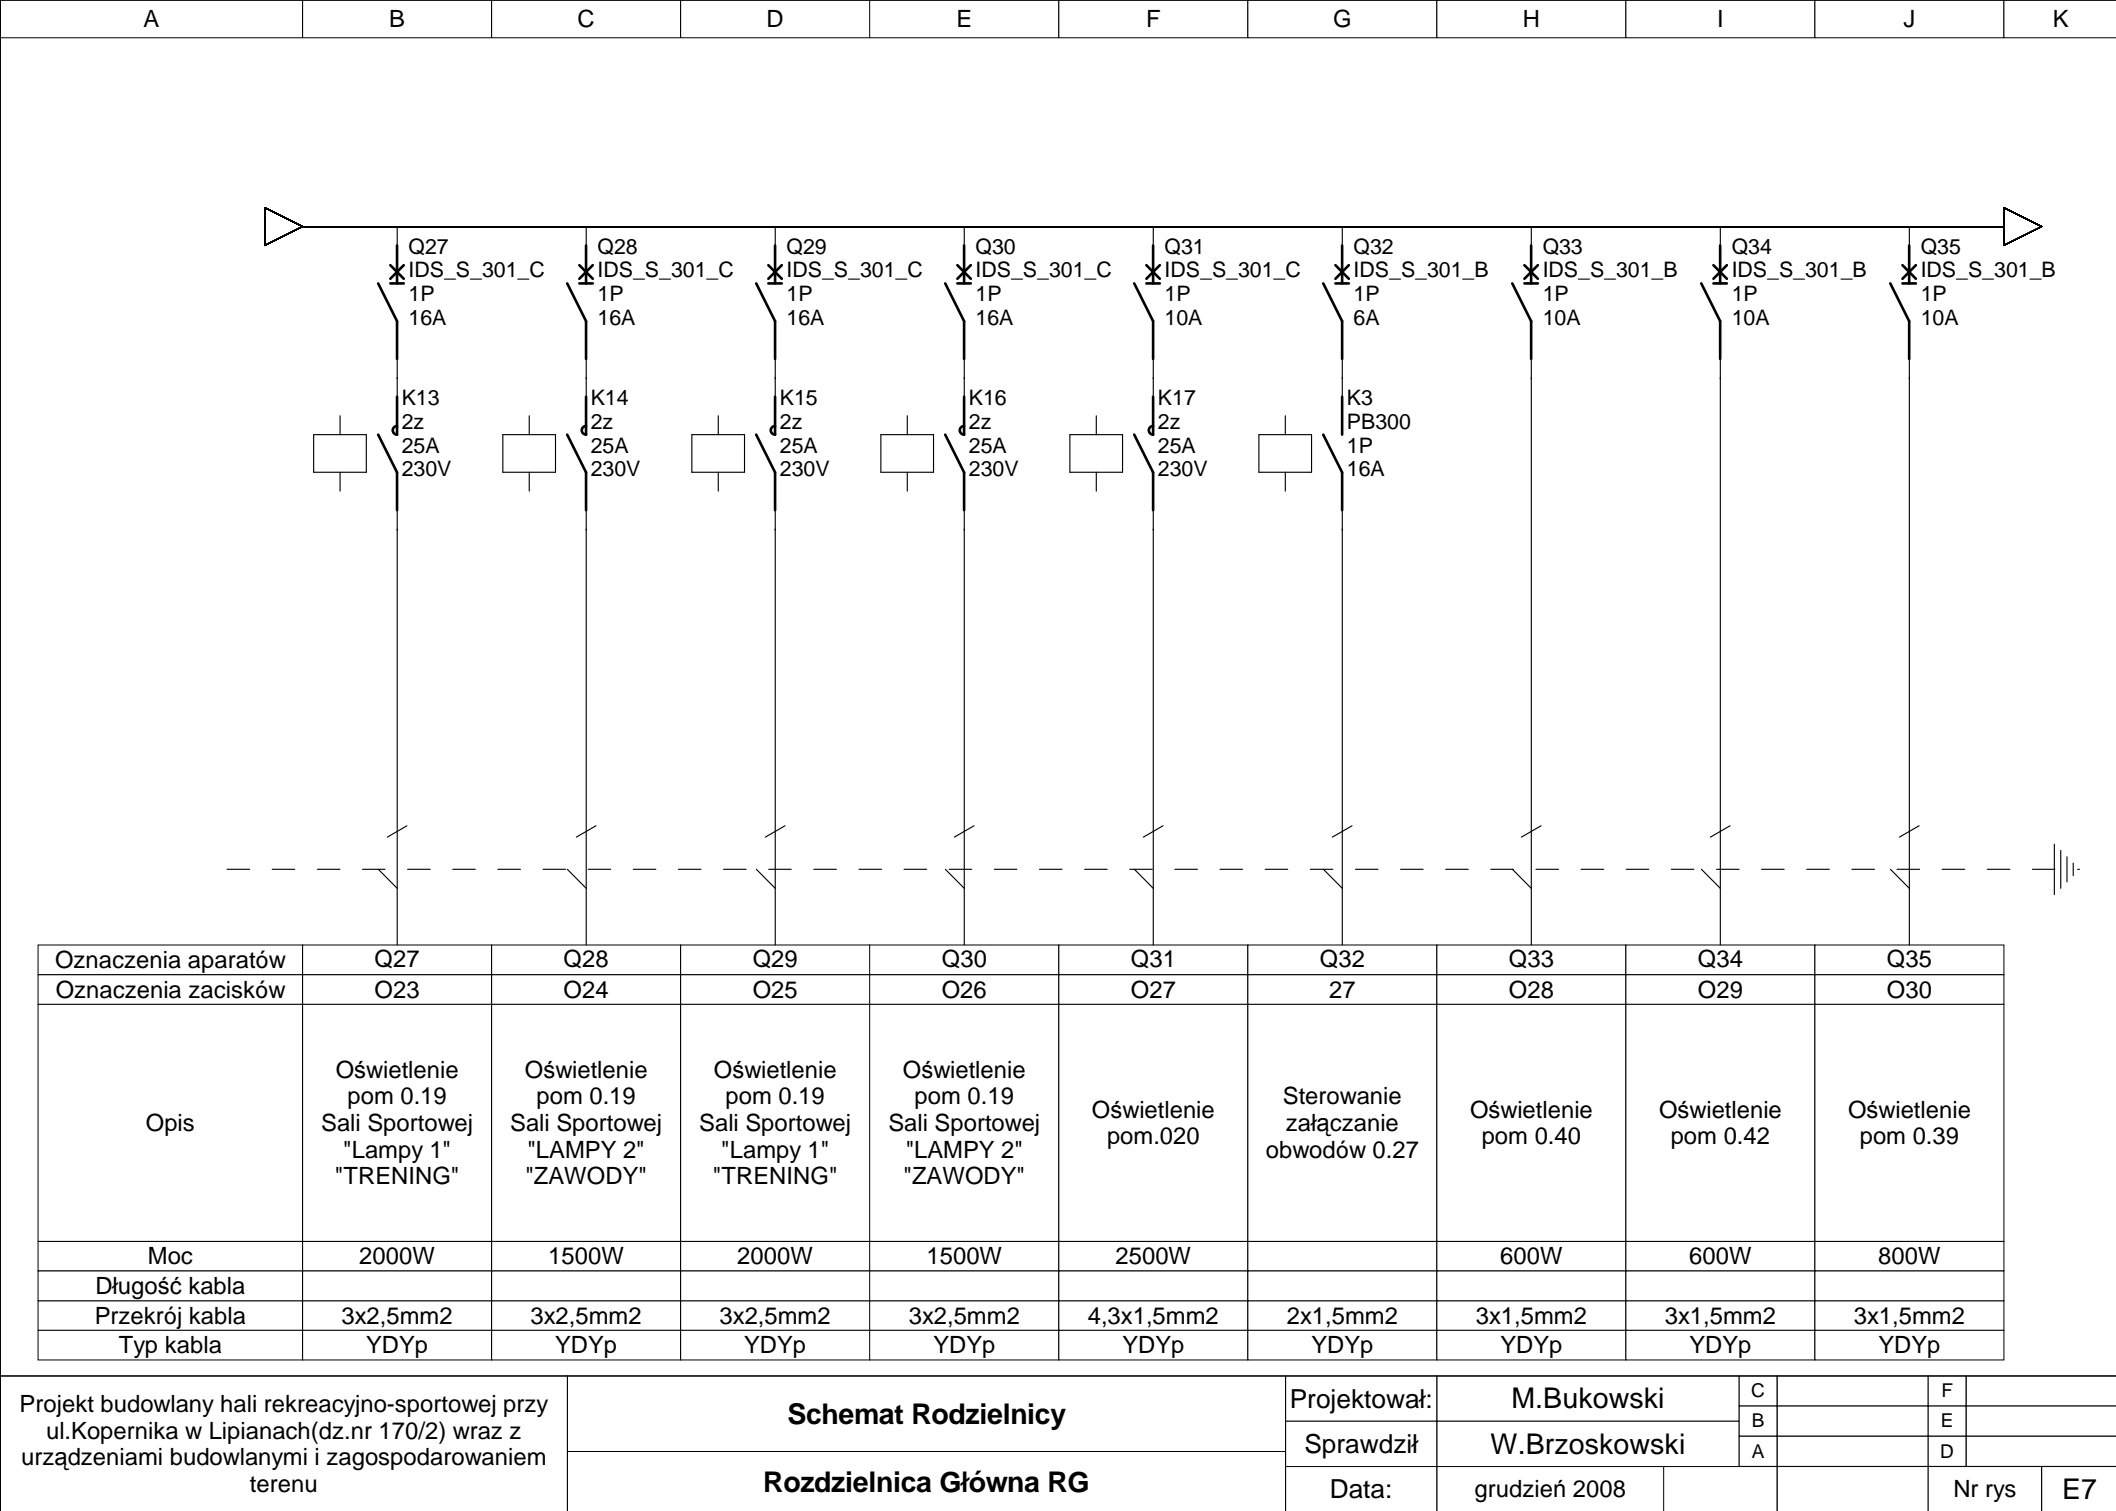 A B C D E F G H I J K
Q27 Q28 Q29 Q30 Q31 Q32 Q33 Q34 Q35
IDS_S_301_C IDS_S_301_C IDS_S_301_C IDS_S_301_C IDS_S_301_C IDS_S_301_B IDS_S_301_B IDS_S_301_B IDS_S_301_B
1P 1P 1P 1P 1P 1P 1P 1P 1P
16A 16A 16A 16A 10A 6A 10A 10A 10A
K13 K14 K15 K16 K17 K3
2z 2z 2z 2z 2z PB300
25A 25A 25A 25A 25A 1P
230V 230V 230V 230V 230V 16A
Oznaczenia aparatów Q27 Q28 Q29 Q30 Q31 Q32 Q33 Q34 Q35
Oznaczenia zacisków O23 O24 O25 O26 O27 27 O28 O29 O30
Opis
Oświetlenie
pom 0.19
Sali Sportowej
"Lampy 1"
"TRENING"
Oświetlenie
pom 0.19
Sali Sportowej
"LAMPY 2"
"ZAWODY"
Oświetlenie
pom 0.19
Sali Sportowej
"Lampy 1"
"TRENING"
Oświetlenie
pom 0.19
Sali Sportowej
"LAMPY 2"
"ZAWODY"
Oświetlenie
pom.020
Sterowanie
załączanie
obwodów 0.27
Oświetlenie
pom 0.40
Oświetlenie
pom 0.42
Oświetlenie
pom 0.39
Moc 2000W 1500W 2000W 1500W 2500W 600W 600W 800W
Długość kabla
Przekrój kabla 3x2,5mm2 3x2,5mm2 3x2,5mm2 3x2,5mm2 4,3x1,5mm2 2x1,5mm2 3x1,5mm2 3x1,5mm2 3x1,5mm2
Typ kabla YDYp YDYp YDYp YDYp YDYp YDYp YDYp YDYp YDYp
Projekt budowlany hali rekreacyjno-sportowej przy
ul.Kopernika w Lipianach(dz.nr 170/2) wraz z
urządzeniami budowlanymi i zagospodarowaniem
terenu
Schemat Rodzielnicy
Rozdzielnica Główna RG
Projektował: M.Bukowski C F
B E
Sprawdził W.Brzoskowski A D
Data: grudzień 2008 Nr rys E7